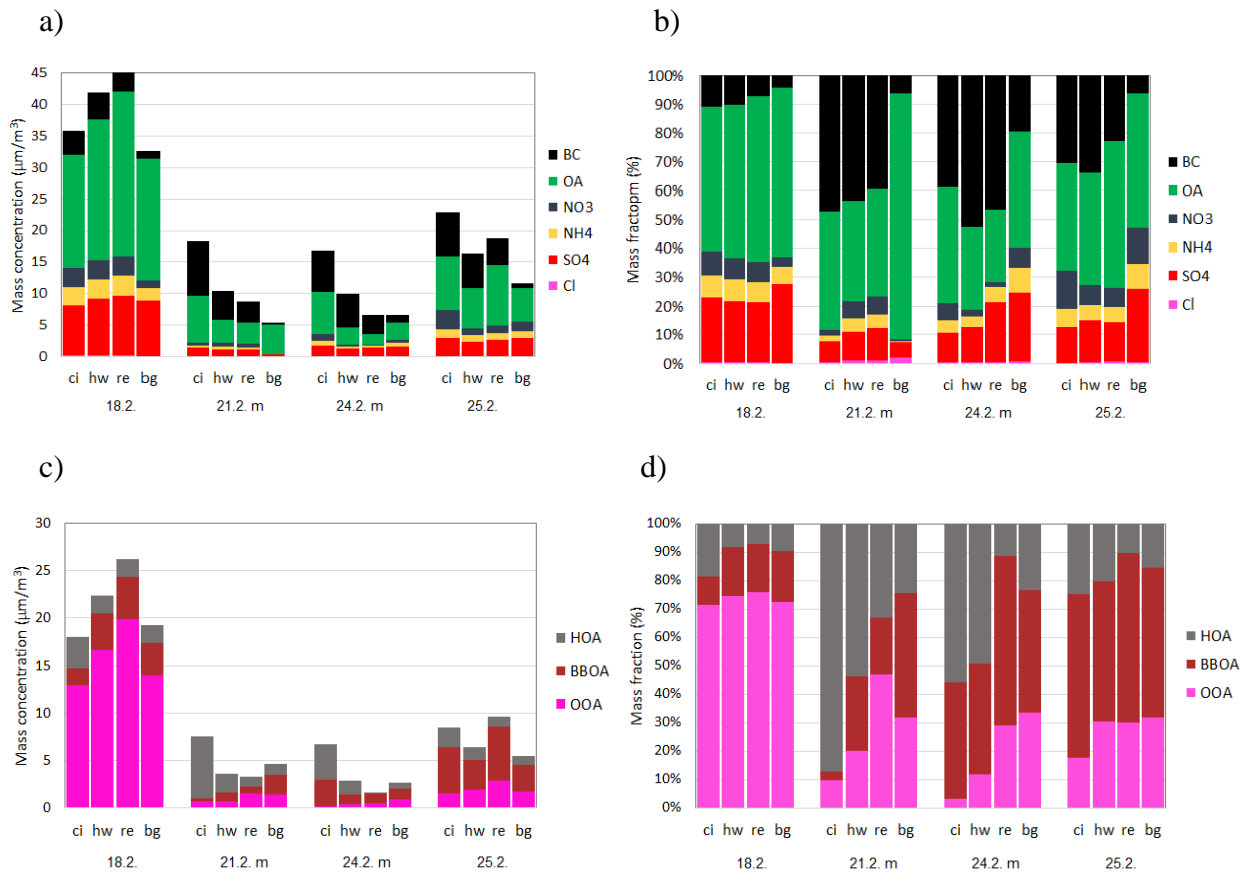 a)
Mass concentration (μm/m³)
45
40
35
30
25
20
15
10
5
0
ci hw re bg ci hw re bg ci hw re bg ci hw re bg
18.2. 21.2. m 24.2. m 25.2.
BC
OA
NO3
NH4
SO4
Cl
b)
Mass fractopm (%)
100%
90%
80%
70%
60%
50%
40%
30%
20%
10%
0%
ci hw re bg ci hw re bg ci hw re bg ci hw re bg
18.2. 21.2. m 24.2. m 25.2.
BC
OA
NO3
NH4
SO4
Cl
c)
Mass concentration (μm/m³)
30
25
20
15
10
5
0
ci hw re bg ci hw re bg ci hw re bg ci hw re bg
18.2. 21.2. m 24.2. m 25.2.
HOA
BBOA
OOA
d)
Mass fraction (%)
100%
90%
80%
70%
60%
50%
40%
30%
20%
10%
0%
ci hw re bg ci hw re bg ci hw re bg ci hw re bg
18.2. 21.2. m 24.2. m 25.2.
HOA
BBOA
OOA